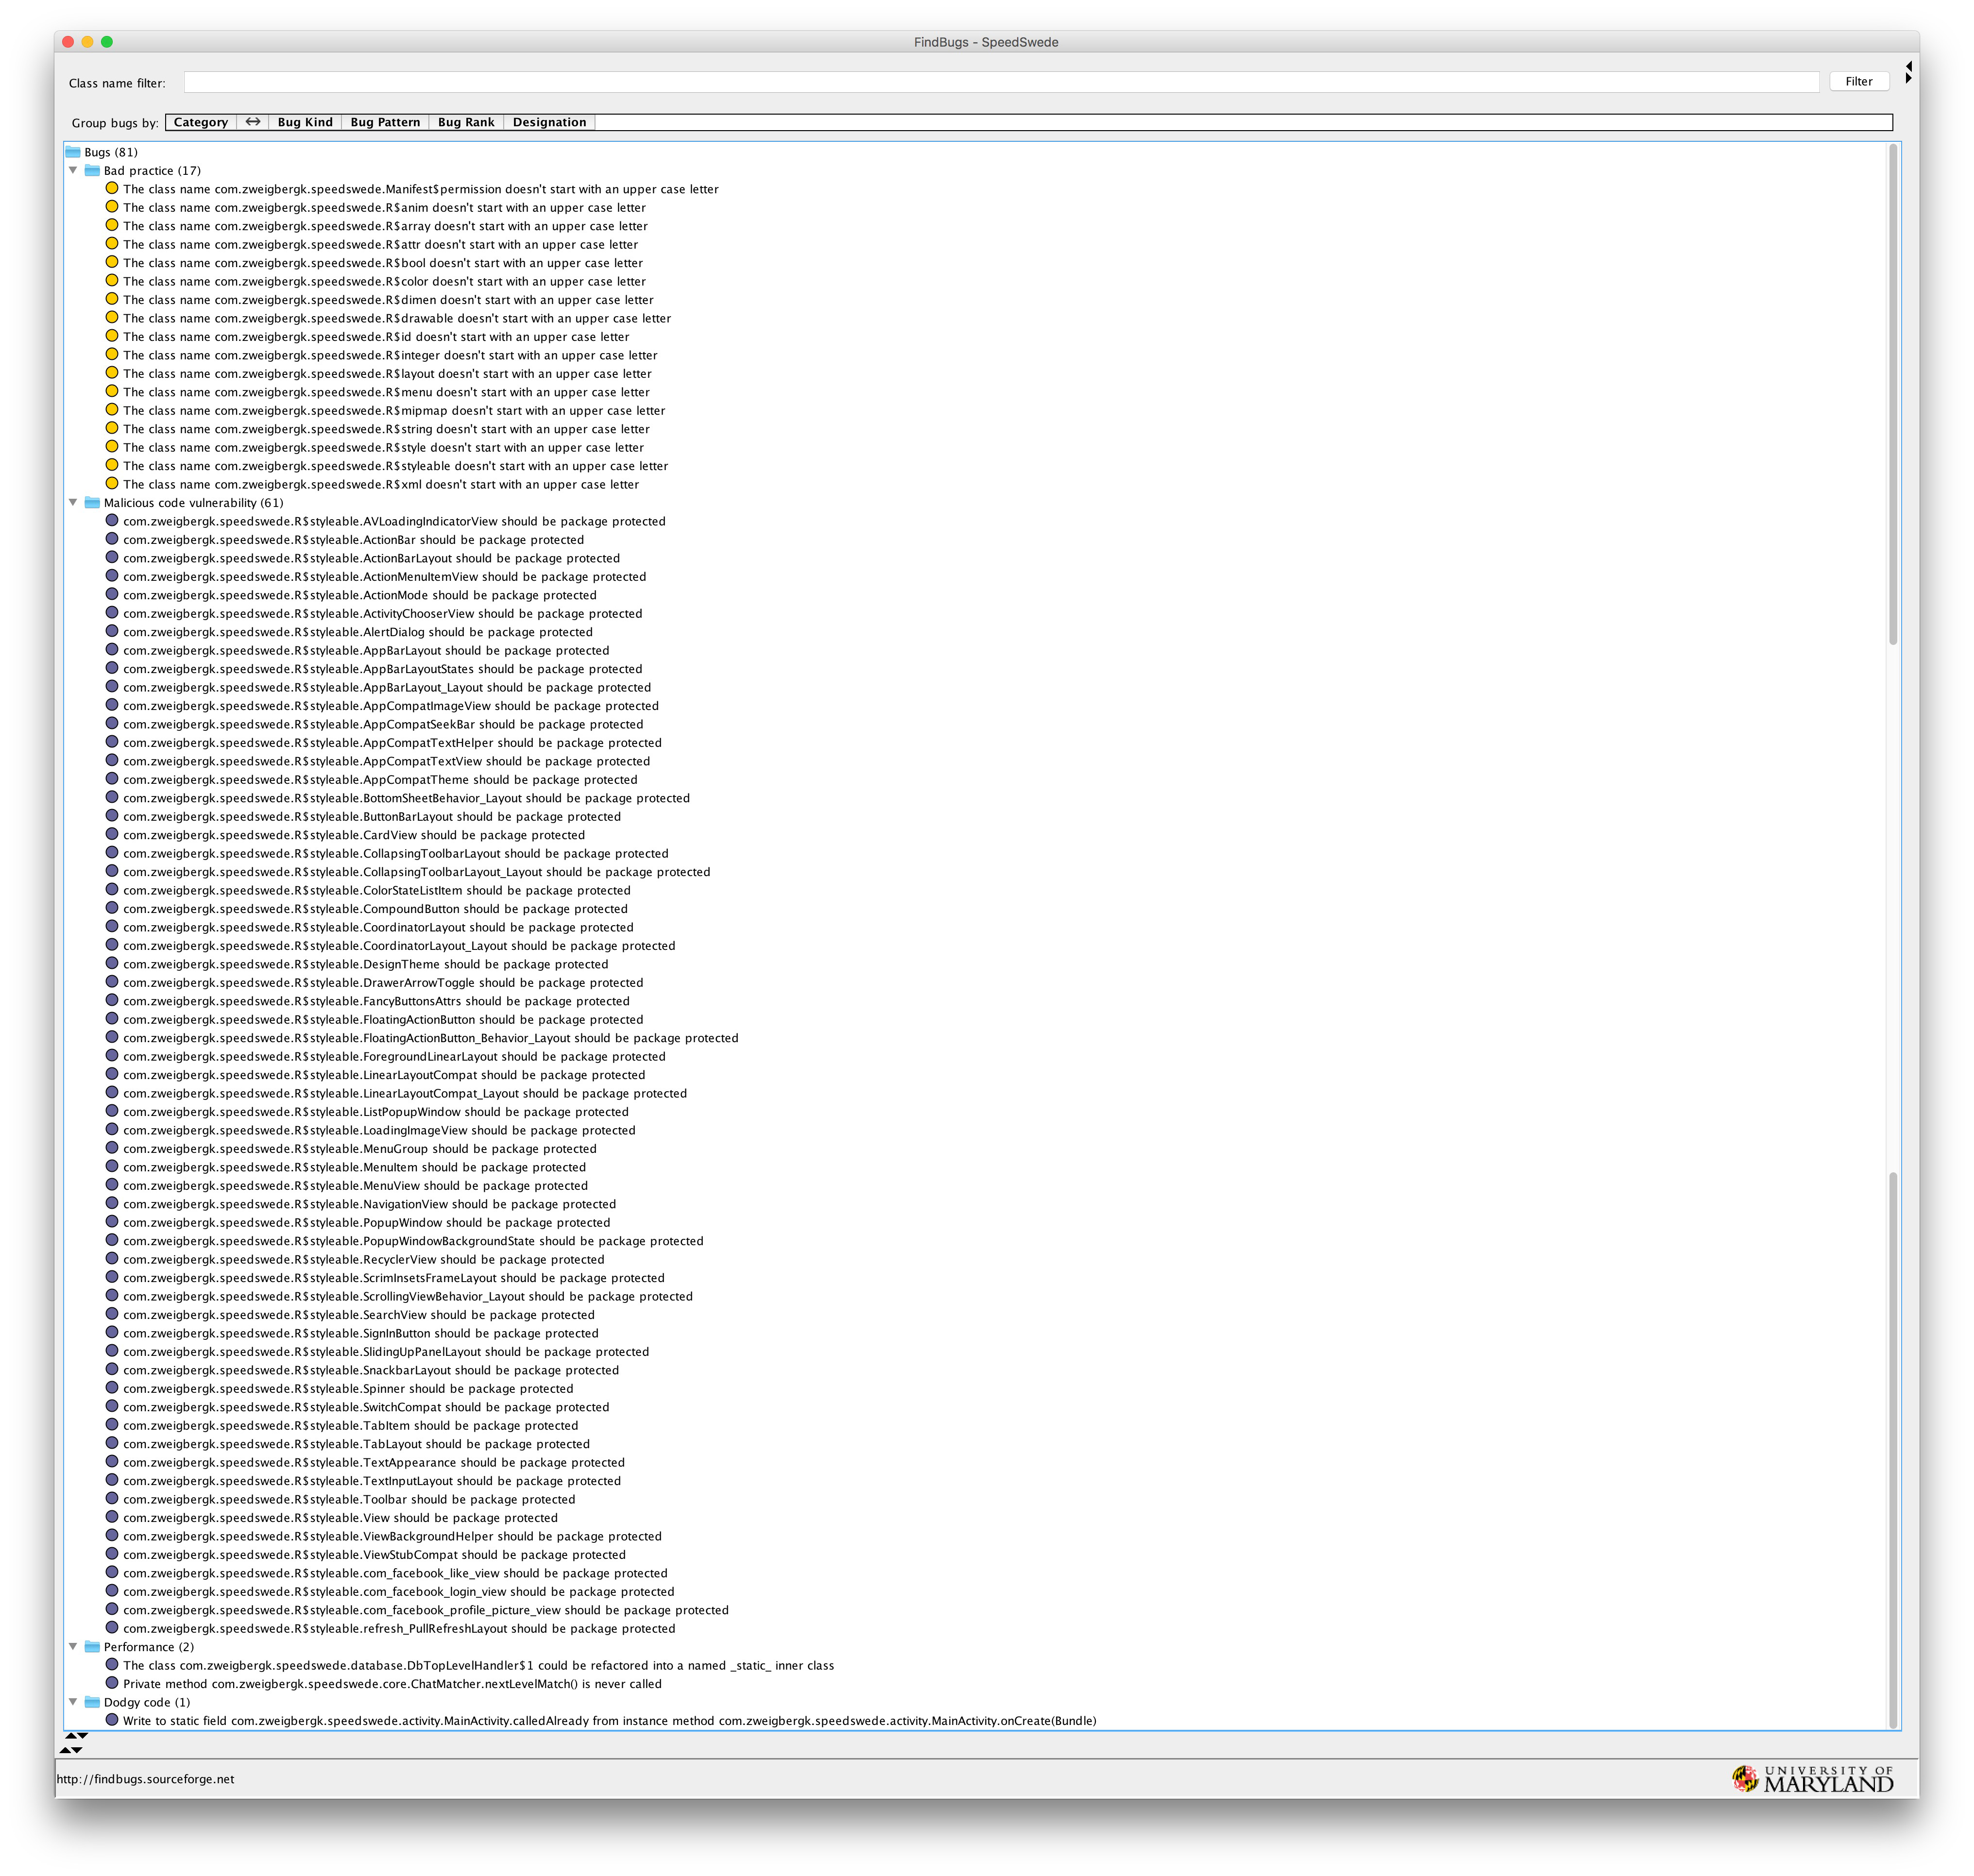 FindBugs - SpeedSwede
Class name filter:
Filter
Group bugs by: Category Bug Kind Bug Pattern Bug Rank Designation
Bugs (81)
Bad practice (17)
The class name com.zweigbergk.speedswede.Manifest$permission doesn't start with an upper case letter
The class name com.zweigbergk.speedswede.R$anim doesn't start with an upper case letter
The class name com.zweigbergk.speedswede.R$array doesn't start with an upper case letter
The class name com.zweigbergk.speedswede.R$attr doesn't start with an upper case letter
The class name com.zweigbergk.speedswede.R$bool doesn't start with an upper case letter
The class name com.zweigbergk.speedswede.R$color doesn't start with an upper case letter
The class name com.zweigbergk.speedswede.R$dimen doesn't start with an upper case letter
The class name com.zweigbergk.speedswede.R$drawable doesn't start with an upper case letter
The class name com.zweigbergk.speedswede.R$id doesn't start with an upper case letter
The class name com.zweigbergk.speedswede.R$integer doesn't start with an upper case letter
The class name com.zweigbergk.speedswede.R$layout doesn't start with an upper case letter
The class name com.zweigbergk.speedswede.R$menu doesn't start with an upper case letter
The class name com.zweigbergk.speedswede.R$mipmap doesn't start with an upper case letter
The class name com.zweigbergk.speedswede.R$string doesn't start with an upper case letter
The class name com.zweigbergk.speedswede.R$style doesn't start with an upper case letter
The class name com.zweigbergk.speedswede.R$styleable doesn't start with an upper case letter
The class name com.zweigbergk.speedswede.R$xml doesn't start with an upper case letter
Malicious code vulnerability (61)
com.zweigbergk.speedswede.R$styleable.AVLoadingIndicatorView should be package protected
com.zweigbergk.speedswede.R$styleable.ActionBar should be package protected
com.zweigbergk.speedswede.R$styleable.ActionBarLayout should be package protected
com.zweigbergk.speedswede.R$styleable.ActionMenuItemView should be package protected
com.zweigbergk.speedswede.R$styleable.ActionMode should be package protected
com.zweigbergk.speedswede.R$styleable.ActivityChooserView should be package protected
com.zweigbergk.speedswede.R$styleable.AlertDialog should be package protected
com.zweigbergk.speedswede.R$styleable.AppBarLayout should be package protected
com.zweigbergk.speedswede.R$styleable.AppBarLayoutStates should be package protected
com.zweigbergk.speedswede.R$styleable.AppBarLayout_Layout should be package protected
com.zweigbergk.speedswede.R$styleable.AppCompatImageView should be package protected
com.zweigbergk.speedswede.R$styleable.AppCompatSeekBar should be package protected
com.zweigbergk.speedswede.R$styleable.AppCompatTextHelper should be package protected
com.zweigbergk.speedswede.R$styleable.AppCompatTextView should be package protected
com.zweigbergk.speedswede.R$styleable.AppCompatTheme should be package protected
com.zweigbergk.speedswede.R$styleable.BottomSheetBehavior_Layout should be package protected
com.zweigbergk.speedswede.R$styleable.ButtonBarLayout should be package protected
com.zweigbergk.speedswede.R$styleable.CardView should be package protected
com.zweigbergk.speedswede.R$styleable.CollapsingToolbarLayout should be package protected
com.zweigbergk.speedswede.R$styleable.CollapsingToolbarLayout_Layout should be package protected
com.zweigbergk.speedswede.R$styleable.ColorStateListItem should be package protected
com.zweigbergk.speedswede.R$styleable.CompoundButton should be package protected
com.zweigbergk.speedswede.R$styleable.CoordinatorLayout should be package protected
com.zweigbergk.speedswede.R$styleable.CoordinatorLayout_Layout should be package protected
com.zweigbergk.speedswede.R$styleable.DesignTheme should be package protected
com.zweigbergk.speedswede.R$styleable.DrawerArrowToggle should be package protected
com.zweigbergk.speedswede.R$styleable.FancyButtonsAttrs should be package protected
com.zweigbergk.speedswede.R$styleable.FloatingActionButton should be package protected
com.zweigbergk.speedswede.R$styleable.FloatingActionButton_Behavior_Layout should be package protected
com.zweigbergk.speedswede.R$styleable.ForegroundLinearLayout should be package protected
com.zweigbergk.speedswede.R$styleable.LinearLayoutCompat should be package protected
com.zweigbergk.speedswede.R$styleable.LinearLayoutCompat_Layout should be package protected
com.zweigbergk.speedswede.R$styleable.ListPopupWindow should be package protected
com.zweigbergk.speedswede.R$styleable.LoadingImageView should be package protected
com.zweigbergk.speedswede.R$styleable.MenuGroup should be package protected
com.zweigbergk.speedswede.R$styleable.MenuItem should be package protected
com.zweigbergk.speedswede.R$styleable.MenuView should be package protected
com.zweigbergk.speedswede.R$styleable.NavigationView should be package protected
com.zweigbergk.speedswede.R$styleable.PopupWindow should be package protected
com.zweigbergk.speedswede.R$styleable.PopupWindowBackgroundState should be package protected
com.zweigbergk.speedswede.R$styleable.RecyclerView should be package protected
com.zweigbergk.speedswede.R$styleable.ScrimInsetsFrameLayout should be package protected
com.zweigbergk.speedswede.R$styleable.ScrollingViewBehavior_Layout should be package protected
com.zweigbergk.speedswede.R$styleable.SearchView should be package protected
com.zweigbergk.speedswede.R$styleable.SignInButton should be package protected
com.zweigbergk.speedswede.R$styleable.SlidingUpPanelLayout should be package protected
com.zweigbergk.speedswede.R$styleable.SnackbarLayout should be package protected
com.zweigbergk.speedswede.R$styleable.Spinner should be package protected
com.zweigbergk.speedswede.R$styleable.SwitchCompat should be package protected
com.zweigbergk.speedswede.R$styleable.TabItem should be package protected
com.zweigbergk.speedswede.R$styleable.TabLayout should be package protected
com.zweigbergk.speedswede.R$styleable.TextAppearance should be package protected
com.zweigbergk.speedswede.R$styleable.TextInputLayout should be package protected
com.zweigbergk.speedswede.R$styleable.Toolbar should be package protected
com.zweigbergk.speedswede.R$styleable.View should be package protected
com.zweigbergk.speedswede.R$styleable.ViewBackgroundHelper should be package protected
com.zweigbergk.speedswede.R$styleable.ViewStubCompat should be package protected
com.zweigbergk.speedswede.R$styleable.com_facebook_like_view should be package protected
com.zweigbergk.speedswede.R$styleable.com_facebook_login_view should be package protected
com.zweigbergk.speedswede.R$styleable.com_facebook_profile_picture_view should be package protected
com.zweigbergk.speedswede.R$styleable.refresh_PullRefreshLayout should be package protected
Performance (2)
The class com.zweigbergk.speedswede.database.DbTopLevelHandler$1 could be refactored into a named _static_ inner class
Private method com.zweigbergk.speedswede.core.ChatMatcher.nextLevelMatch() is never called
Dodgy code (1)
Write to static field com.zweigbergk.speedswede.activity.MainActivity.calledAlready from instance method com.zweigbergk.speedswede.activity.MainActivity.onCreate(Bundle)
http://findbugs.sourceforge.net
UNIVERSITY OF
MARYLAND